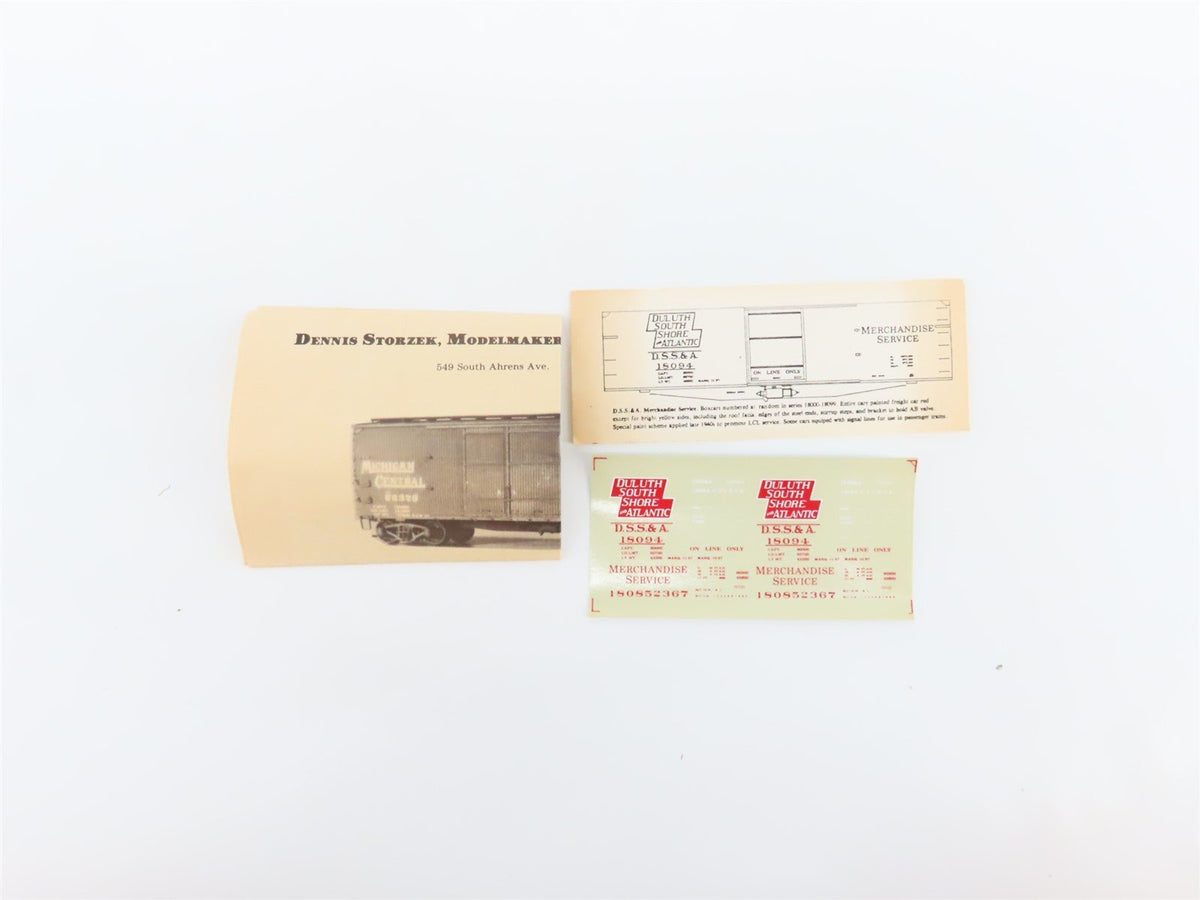 DENNIS STORZEK, MODELMAKER
549 South Ahrens Ave.
MICHIGAN
CENTRAL
DULUTH
SOUTH
SHORE
AND ATLANTIC
D.S.S.& A.
18094
ON LINE ONLY
MERCHANDISE
SERVICE
D.S.S.& A. Merchandise Service. Boxcars numbered at random in series 18000-18099. Entire cars painted freight car red
except for bright yellow sides, including the roof facia, edges of the steel ends, stirrup steps, and bracket to hold AB valve.
Special paint scheme applied late 1940s to promote LCL service. Some cars equiped with signal lines for use in passenger trains.
DULUTH
SOUTH
SHORE
AND ATLANTIC
D.S.S.& A.
18094
ON LINE ONLY
MERCHANDISE
SERVICE
180852367
DULUTH
SOUTH
SHORE
AND ATLANTIC
D.S.S.& A.
18094
ON LINE ONLY
MERCHANDISE
SERVICE
180852367